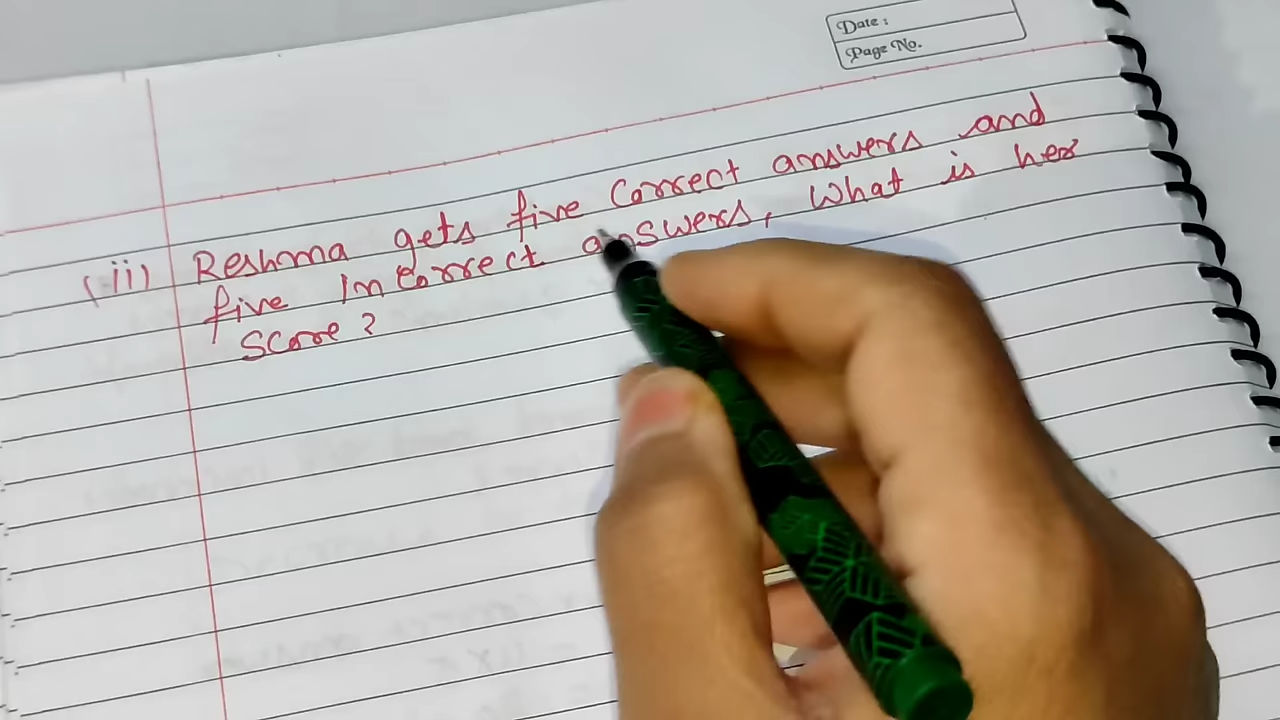 Date :
Page No.
(ii) Reshma gets five Correct answers and
five Incorrect answers, What is her
Score ?